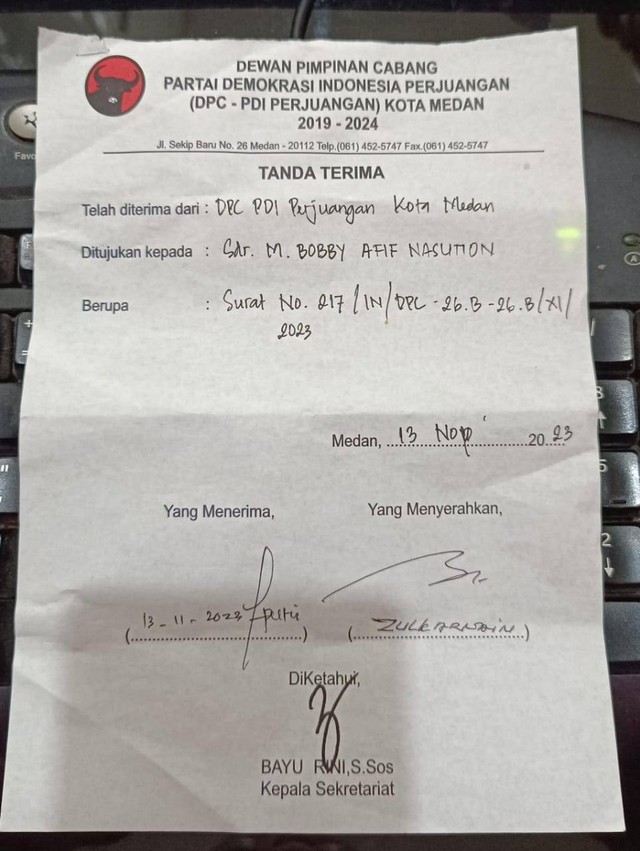 DEWAN PIMPINAN CABANG
PARTAI DEMOKRASI INDONESIA PERJUANGAN
(DPC - PDI PERJUANGAN) KOTA MEDAN
2019 - 2024
Jl. Sekip Baru No. 26 Medan - 20112 Telp.(061) 452-5747 Fax.(061) 452-5747
TANDA TERIMA
Telah diterima dari : DPC PDI Perjuangan Kota Medan
Ditujukan kepada : Sdr. M. BOBBY AFIF NASUTION
Berupa : Surat No. 217/IN/DPC-26.B-26.B/XI/
2023
Medan, 13 Nop 2023
Yang Menerima, Yang Menyerahkan,
13-11-2023 putri
(..............................) (..............................)
ZULKARNAIN
DiKetahui,
BAYU RINI,S.Sos
Kepala Sekretariat